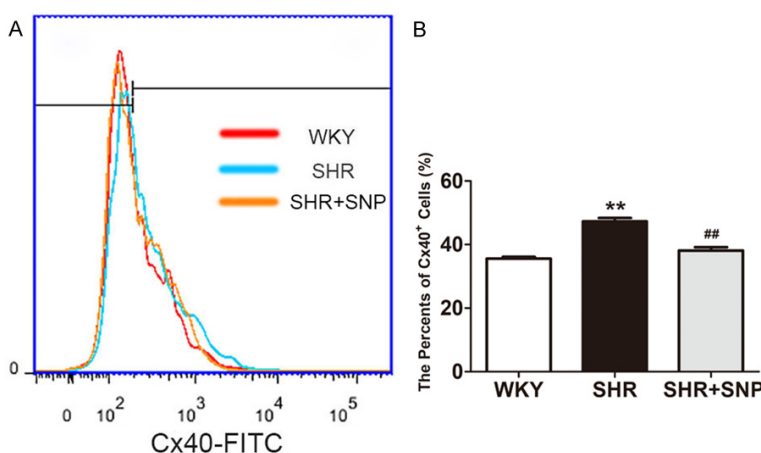 A
WKY
SHR
SHR+SNP
0
0 10² 10³ 10⁴ 10⁵
Cx40-FITC
B
The Percents of Cx40⁺ Cells (%)
60
40
20
0
**
##
WKY SHR SHR+SNP